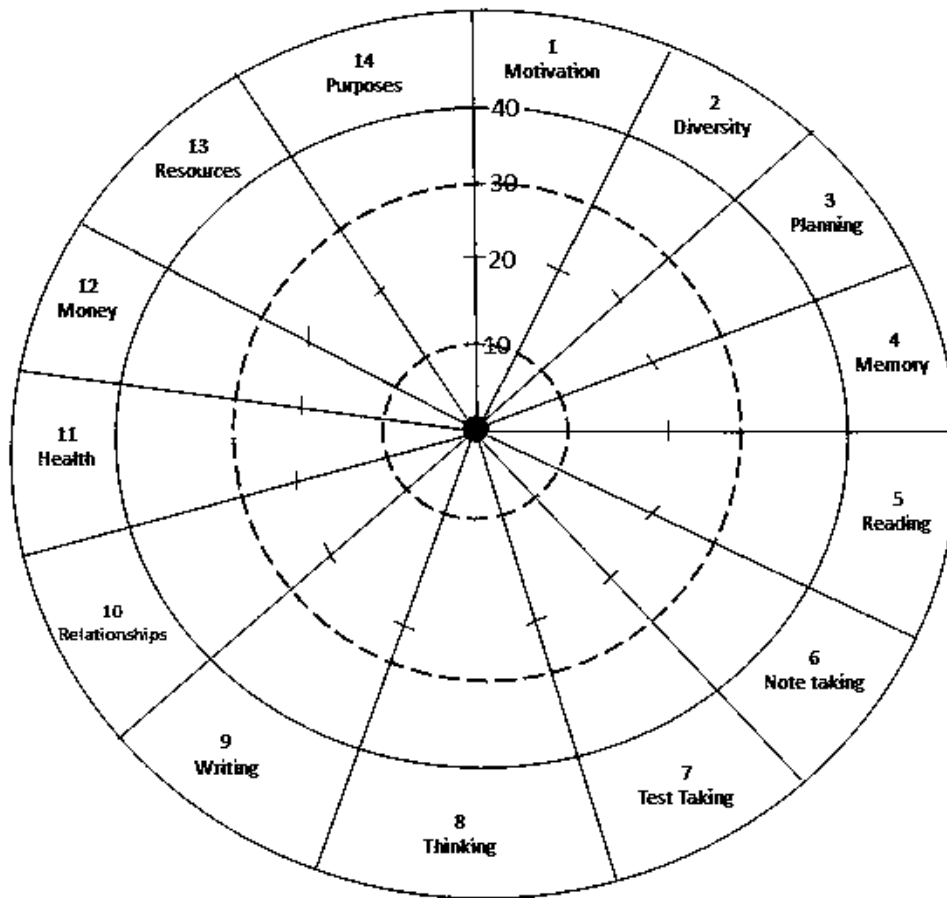 1
Motivation
2
Diversity
3
Planning
4
Memory
5
Reading
6
Note taking
7
Test Taking
8
Thinking
9
Writing
10
Relationships
11
Health
12
Money
13
Resources
14
Purposes
40
30
20
10